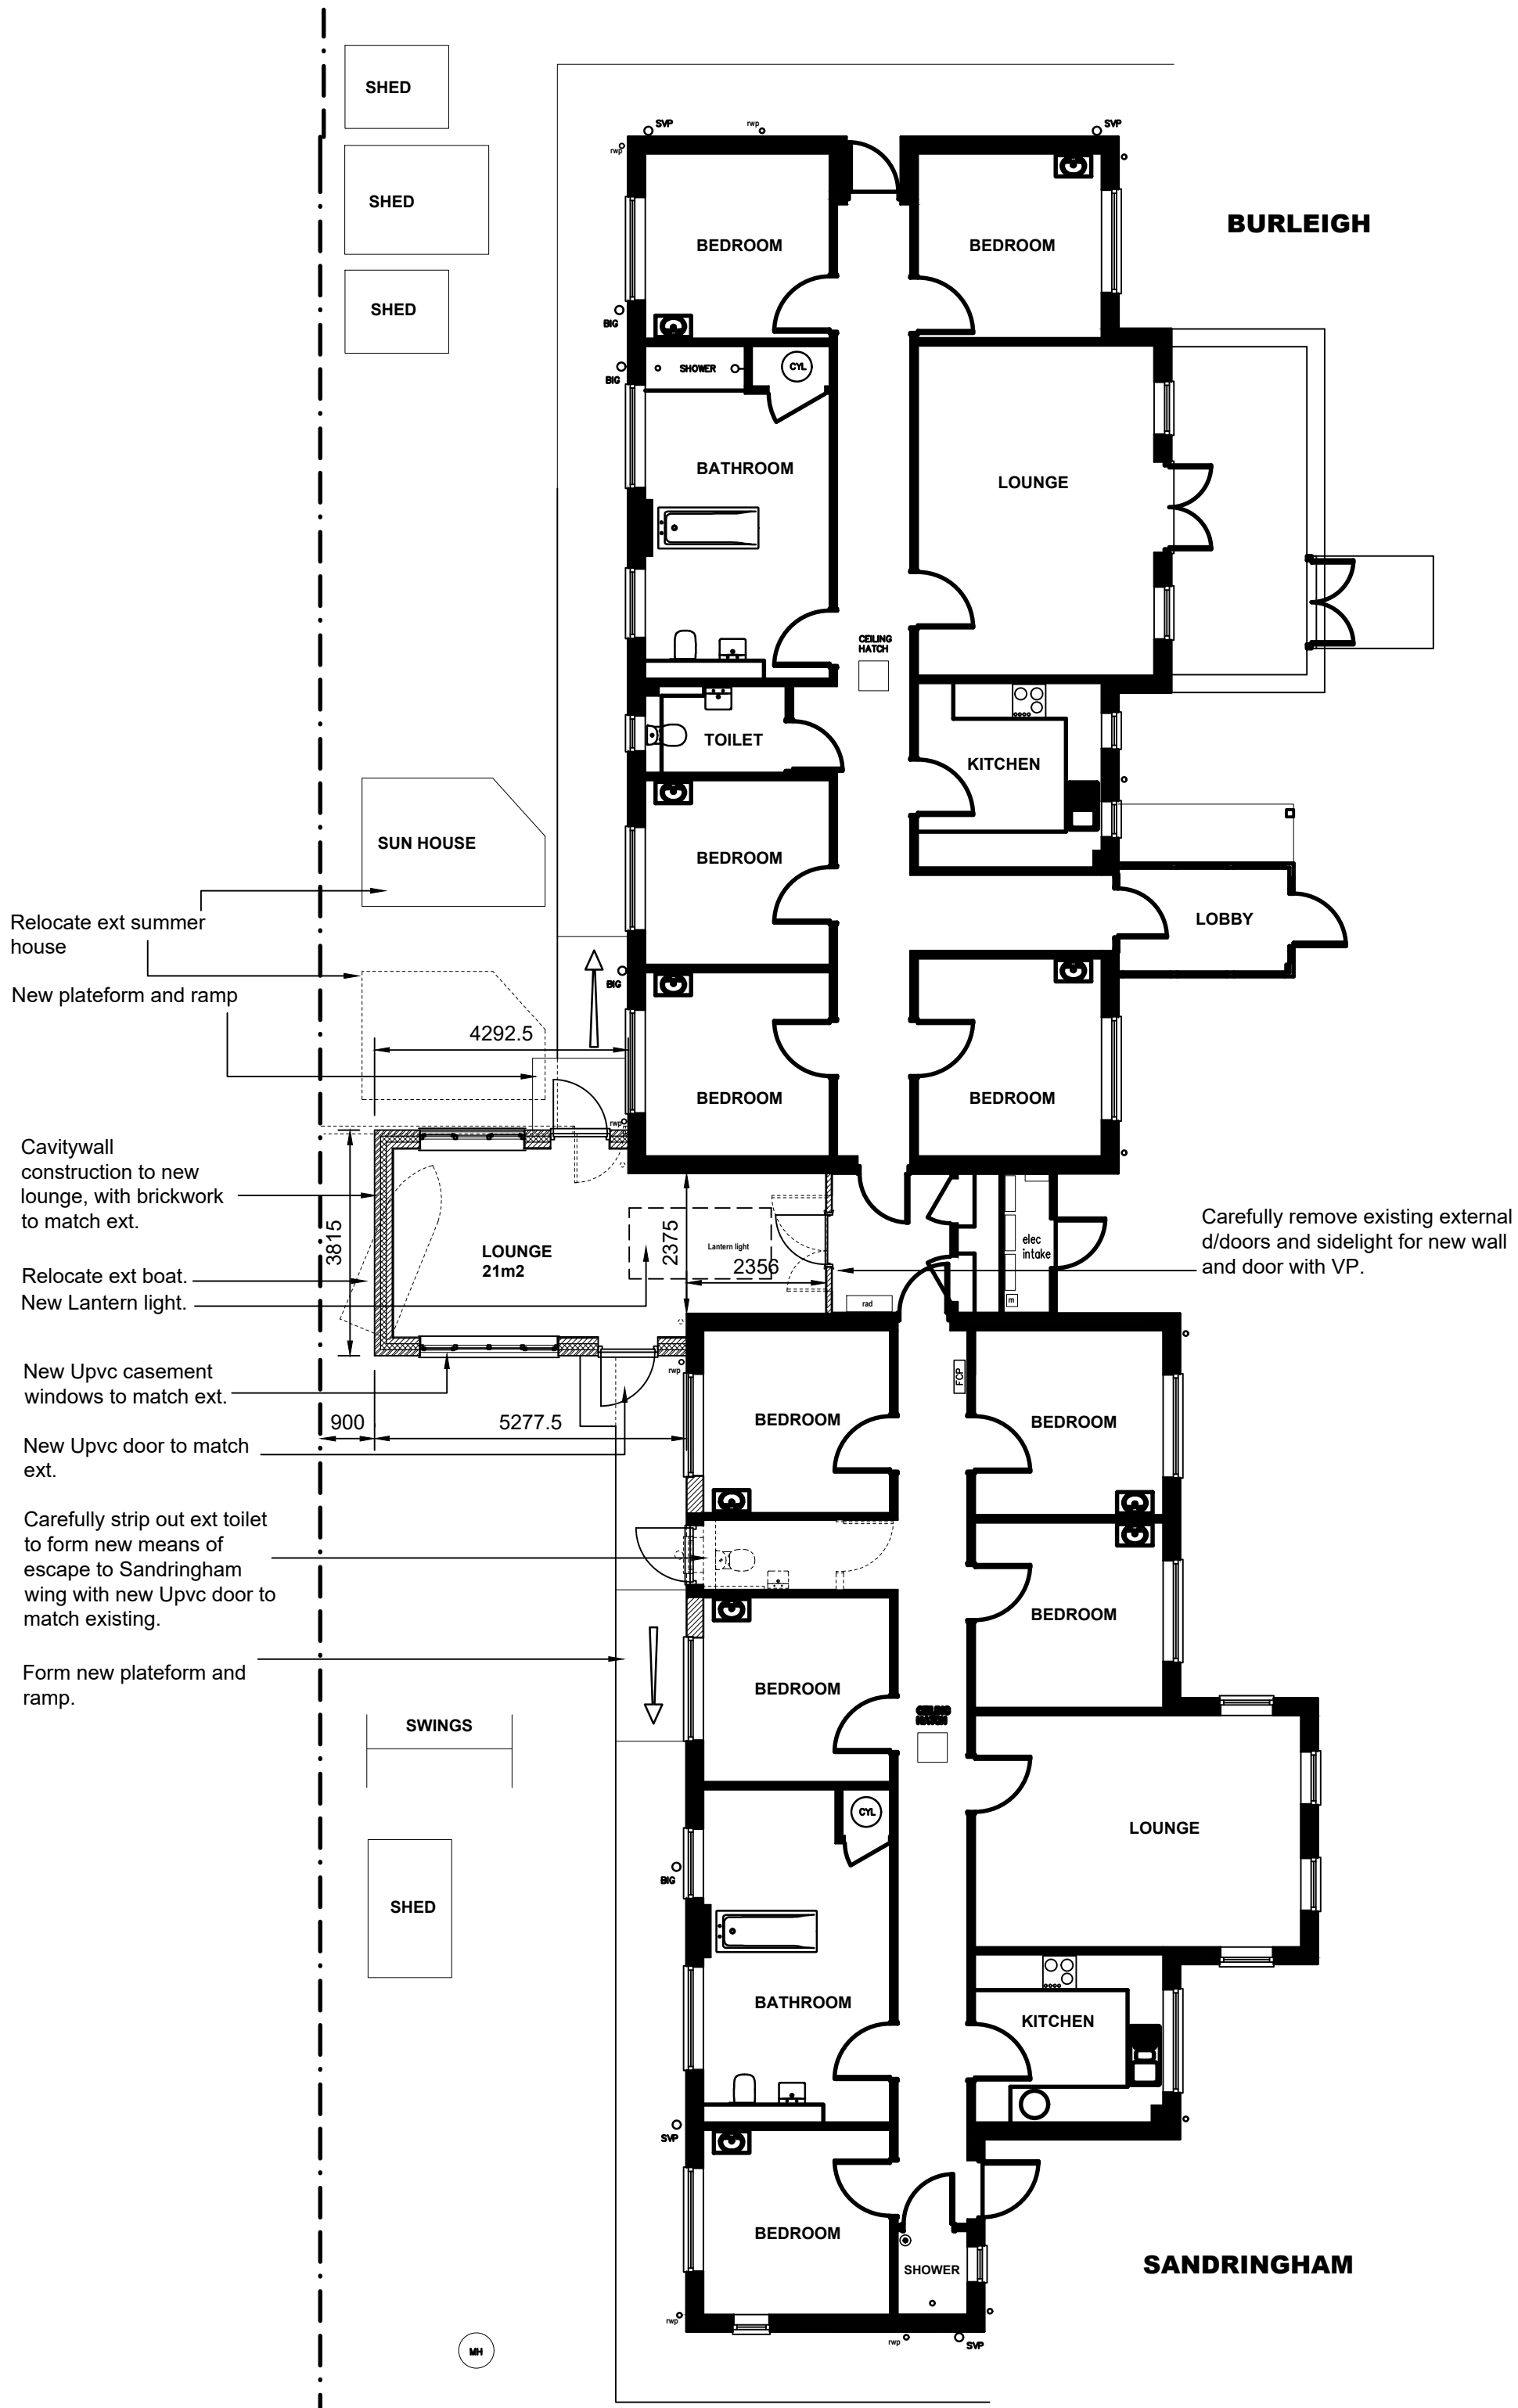 SHED
SVP
rwp
SVP
rwp
SHED
BURLEIGH
BEDROOM
BEDROOM
SHED
BIG
SHOWER
CYL
BIG
BATHROOM
LOUNGE
CEILING
HATCH
TOILET
KITCHEN
SUN HOUSE
BEDROOM
Relocate ext summer
house
LOBBY
BIG
New plateform and ramp
4292.5
BEDROOM
BEDROOM
rwp
Cavitywall
construction to new
lounge, with brickwork
to match ext.
3815
LOUNGE
21m2
2375
Lantern light
2356
elec
intake
m
Carefully remove existing external
d/doors and sidelight for new wall
and door with VP.
Relocate ext boat.
New Lantern light.
rad
New Upvc casement
windows to match ext.
rwp
FCP
900
5277.5
BEDROOM
BEDROOM
New Upvc door to match
ext.
Carefully strip out ext toilet
to form new means of
escape to Sandringham
wing with new Upvc door to
match existing.
BEDROOM
Form new plateform and
ramp.
BEDROOM
CEILING
HATCH
SWINGS
CYL
LOUNGE
BIG
SHED
BATHROOM
KITCHEN
SVP
BEDROOM
SHOWER
SANDRINGHAM
rwp
rwp
SVP
MH